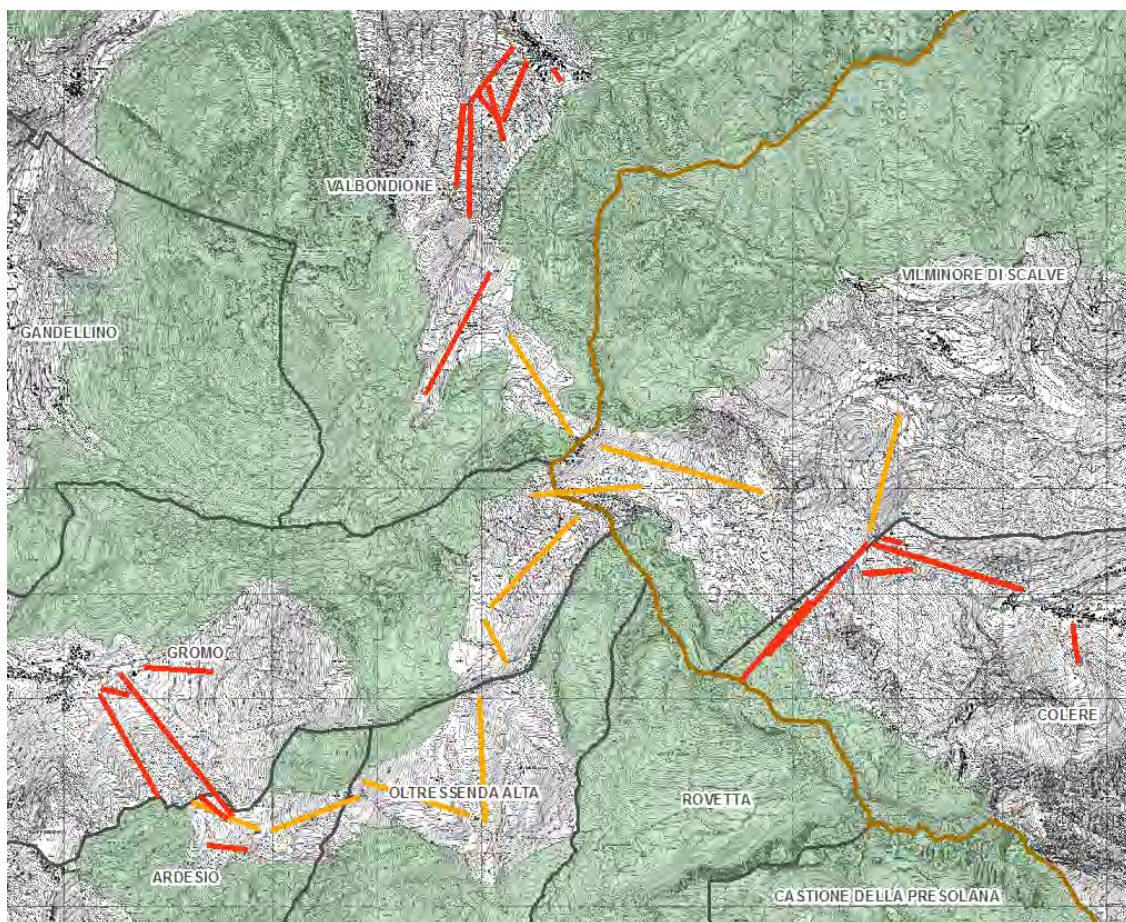 VALBONDIONE
VILMINORE DI SCALVE
GANDELLINO
GROMO
COLERE
OLTRESSENDA ALTA
ROVETTA
ARDESIO
CASTIONE DELLA PRESOLANA